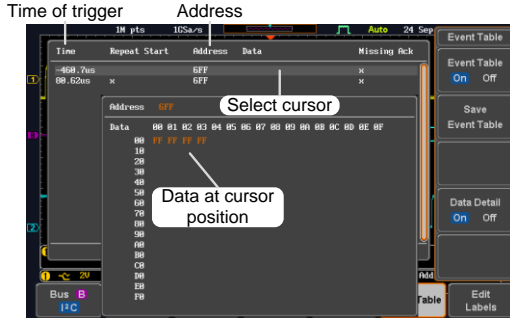 Time of trigger Address
1M pts 1GSa/s Auto 24 Sep
Time Repeat Start Address Data Missing Ack
-460.7us 6FF x
80.62us x 6FF x
Select cursor
Address 6FF
Data 00 01 02 03 04 05 06 07 08 09 0A 0B 0C 0D 0E 0F
00 FF FF FF FF
10
20
30
40
50
60
70
80
90
A0
B0
C0
D0
E0
F0
Data at cursor
position
1 2V Add
Bus B
I²C
Table
Edit
Labels
Event Table
Event Table
On Off
Save
Event Table
Data Detail
On Off